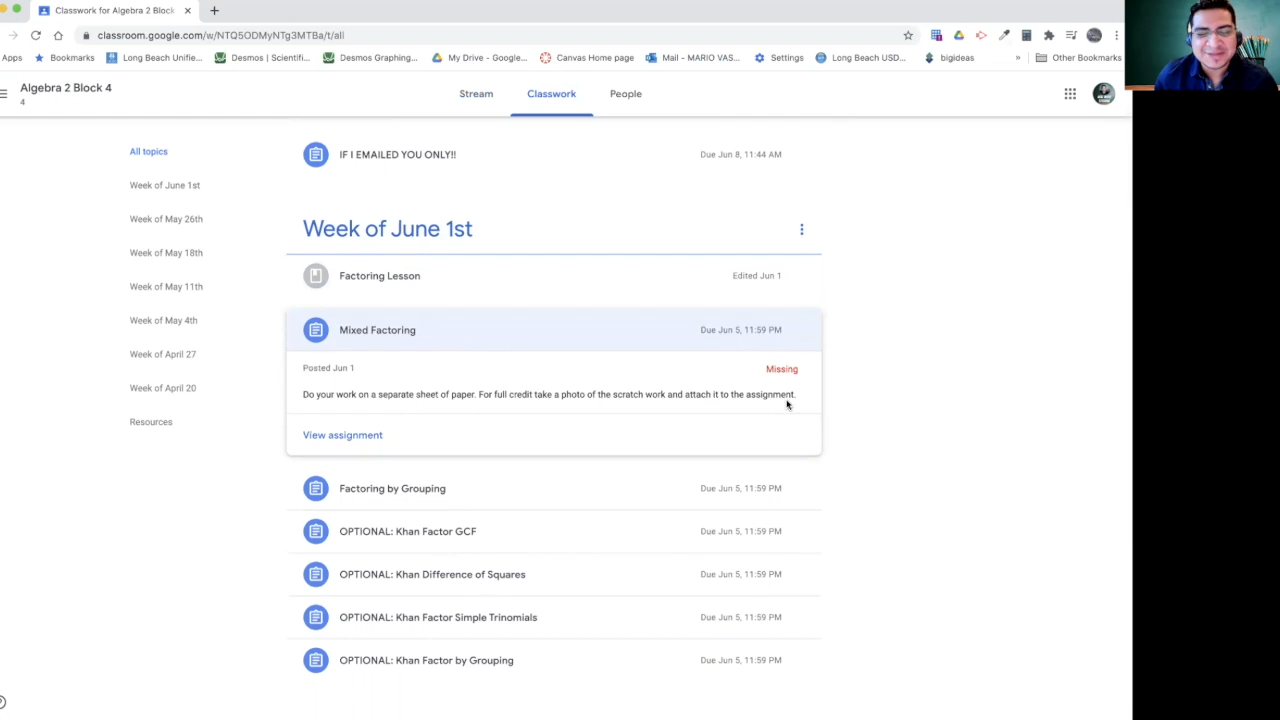 Classwork for Algebra 2 Block
classroom.google.com/w/NTQ5ODMyNTg3MTBa/t/all
Apps Bookmarks Long Beach Unifie... Desmos | Scientifi... Desmos Graphing... My Drive - Google... Canvas Home page Mail - MARIO VAS... Settings Long Beach USD... bigideas » Other Bookmarks
Algebra 2 Block 4
4
Stream Classwork People
All topics
Week of June 1st
Week of May 26th
Week of May 18th
Week of May 11th
Week of May 4th
Week of April 27
Week of April 20
Resources
IF I EMAILED YOU ONLY!! Due Jun 8, 11:44 AM
Week of June 1st
Factoring Lesson Edited Jun 1
Mixed Factoring Due Jun 5, 11:59 PM
Posted Jun 1 Missing
Do your work on a separate sheet of paper. For full credit take a photo of the scratch work and attach it to the assignment.
View assignment
Factoring by Grouping Due Jun 5, 11:59 PM
OPTIONAL: Khan Factor GCF Due Jun 5, 11:59 PM
OPTIONAL: Khan Difference of Squares Due Jun 5, 11:59 PM
OPTIONAL: Khan Factor Simple Trinomials Due Jun 5, 11:59 PM
OPTIONAL: Khan Factor by Grouping Due Jun 5, 11:59 PM